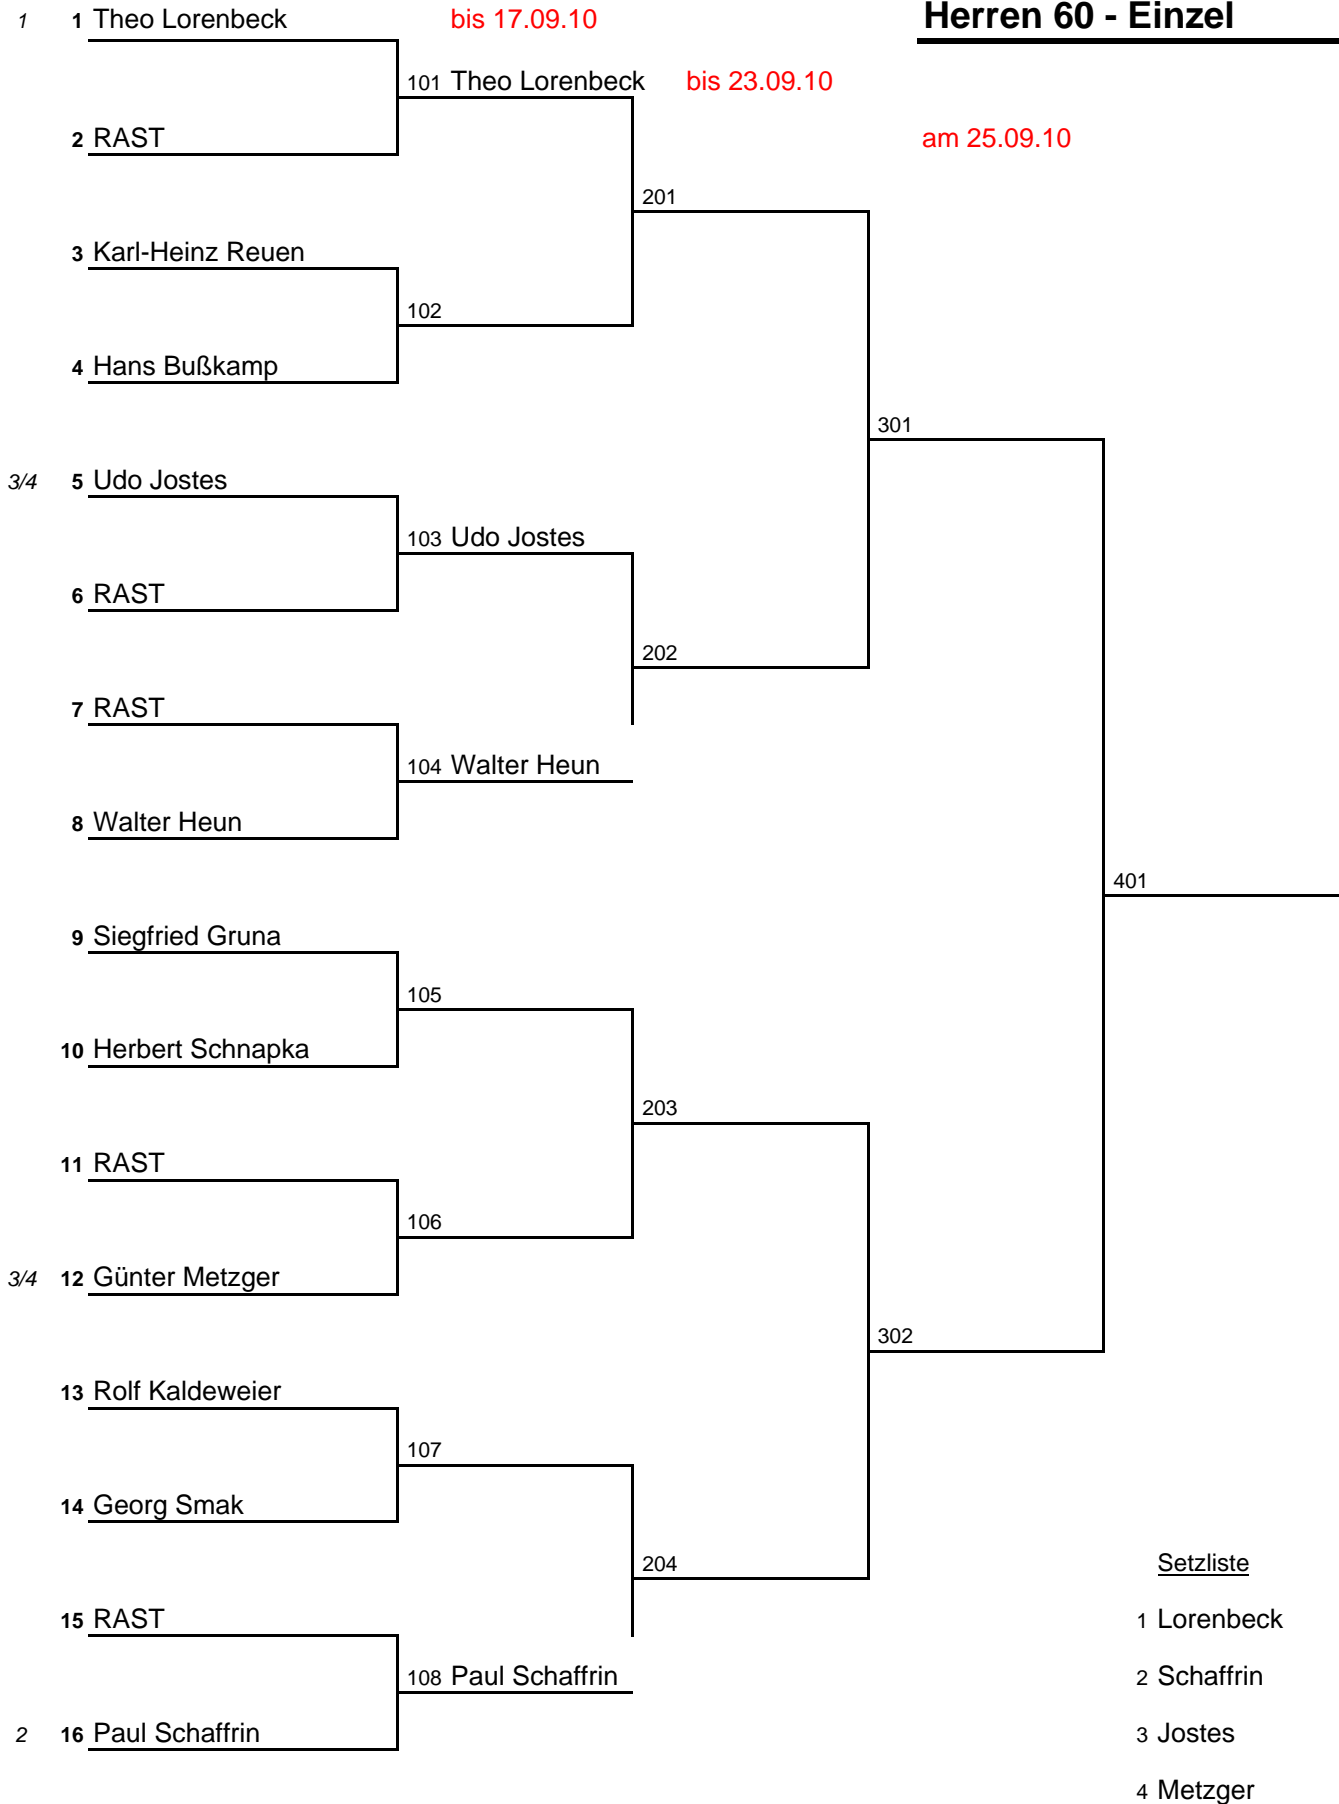 Herren 60 - Einzel
1 1 Theo Lorenbeck bis 17.09.10
101 Theo Lorenbeck bis 23.09.10
2 RAST am 25.09.10
201
3 Karl-Heinz Reuen
102
4 Hans Bußkamp
301
3/4 5 Udo Jostes
103 Udo Jostes
6 RAST
202
7 RAST
104 Walter Heun
8 Walter Heun
401
9 Siegfried Gruna
105
10 Herbert Schnapka
203
11 RAST
106
3/4 12 Günter Metzger
302
13 Rolf Kaldeweier
107
14 Georg Smak
204
15 RAST
108 Paul Schaffrin
2 16 Paul Schaffrin
Setzliste
1 Lorenbeck
2 Schaffrin
3 Jostes
4 Metzger